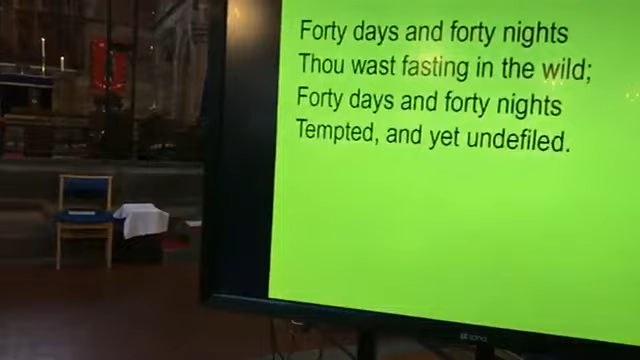 Forty days and forty nights
Thou wast fasting in the wild;
Forty days and forty nights
Tempted, and yet undefiled.